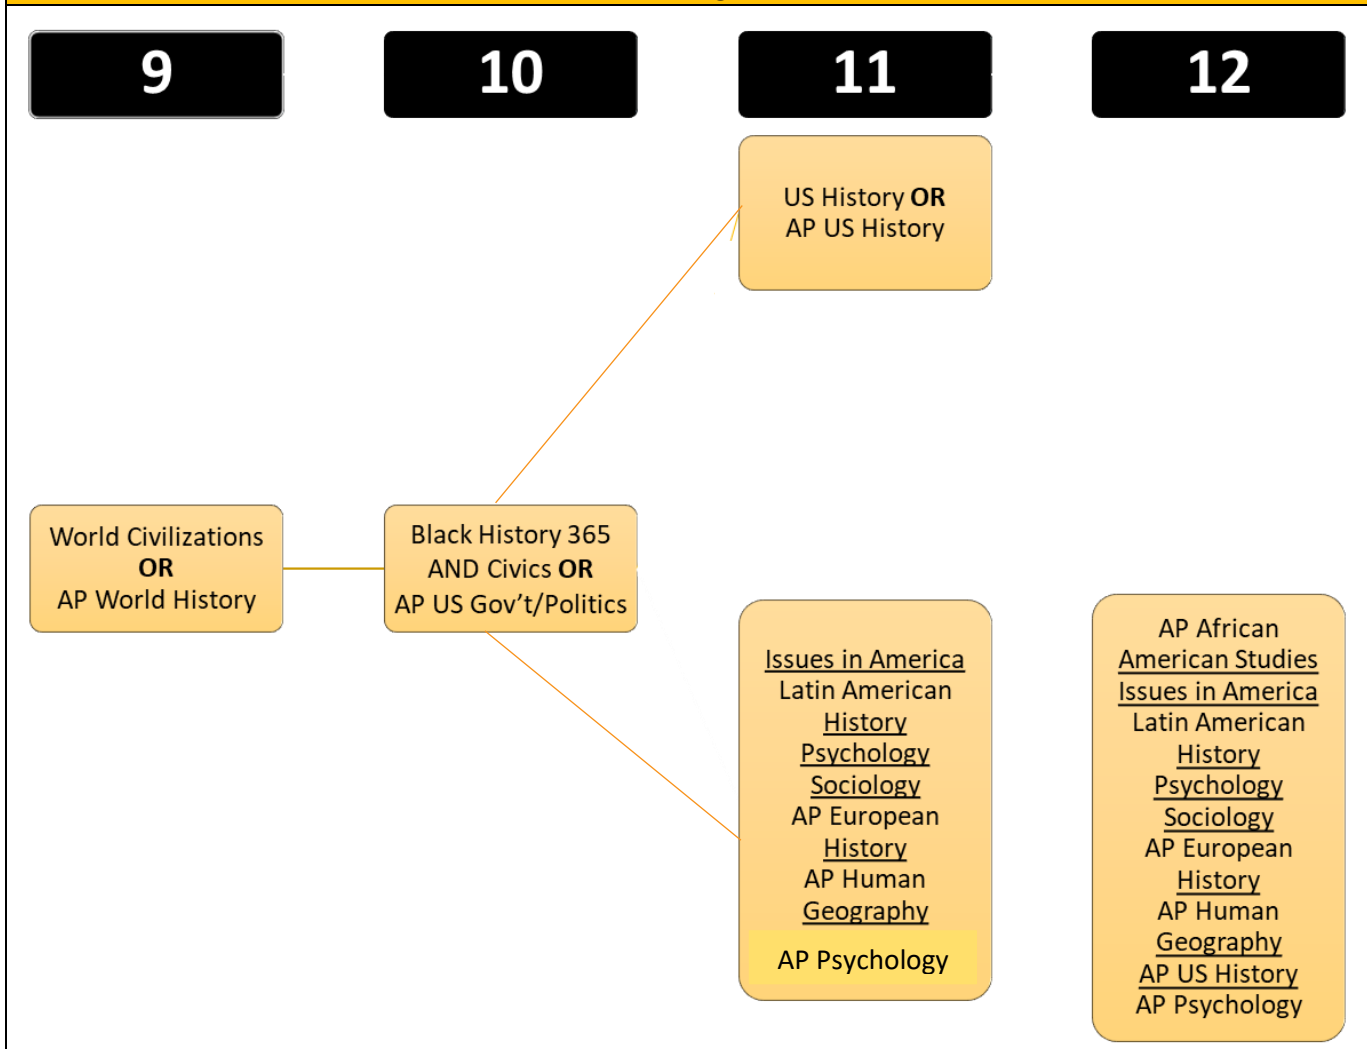 9
10
11
12
US History OR
AP US History
World Civilizations
OR
AP World History
Black History 365
AND Civics OR
AP US Gov’t/Politics
Issues in America
Latin American
History
Psychology
Sociology
AP European
History
AP Human
Geography
AP Psychology
AP African
American Studies
Issues in America
Latin American
History
Psychology
Sociology
AP European
History
AP Human
Geography
AP US History
AP Psychology